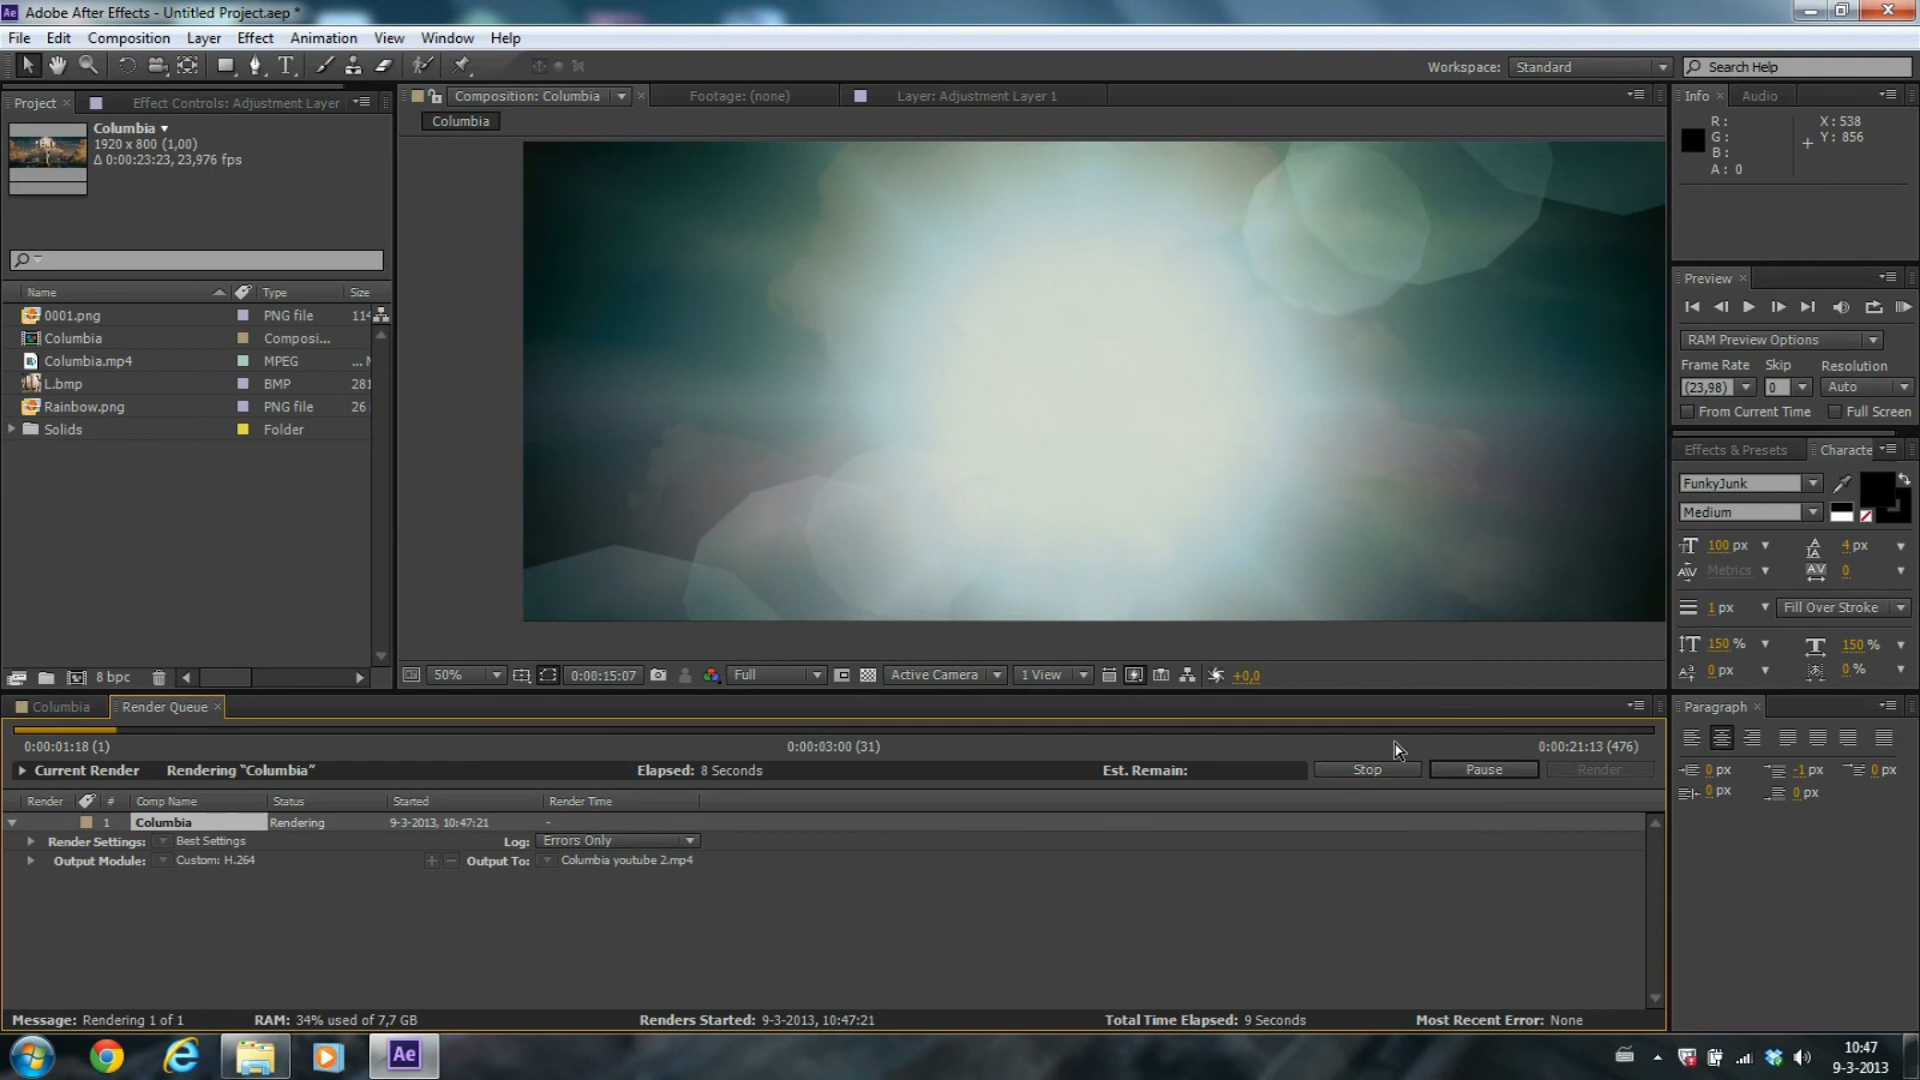 Adobe After Effects - Untitled Project.aep *
File Edit Composition Layer Effect Animation View Window Help
Workspace: Standard Search Help
Project Effect Controls: Adjustment Layer
Composition: Columbia Footage: (none) Layer: Adjustment Layer 1
Info Audio
Columbia
1920 x 800 (1,00)
Δ 0:00:23:23, 23,976 fps
Columbia
R: X: 538
G: Y: 856
B:
A: 0
Name Type Size
0001.png PNG file 114
Columbia Composi...
Columbia.mp4 MPEG ...
L.bmp BMP 281
Rainbow.png PNG file 26
Solids Folder
8 bpc
Preview
RAM Preview Options
Frame Rate Skip Resolution
(23,98) 0 Auto
From Current Time Full Screen
Effects & Presets Characte
FunkyJunk
Medium
100 px 4 px
Metrics 0
1 px Fill Over Stroke
150 % 150 %
0 px 0 %
50% 0:00:15:07 Full Active Camera 1 View +0,0
Columbia Render Queue
0:00:01:18 (1) 0:00:03:00 (31) 0:00:21:13 (476)
Current Render Rendering "Columbia" Elapsed: 8 Seconds Est. Remain: Stop Pause Render
Render # Comp Name Status Started Render Time
1 Columbia Rendering 9-3-2013, 10:47:21 -
Render Settings: Best Settings Log: Errors Only
Output Module: Custom: H.264 + − Output To: Columbia youtube 2.mp4
Paragraph
0 px -1 px 0 px
0 px 0 px
Message: Rendering 1 of 1 RAM: 34% used of 7,7 GB Renders Started: 9-3-2013, 10:47:21 Total Time Elapsed: 9 Seconds Most Recent Error: None
Ae
10:47
9-3-2013